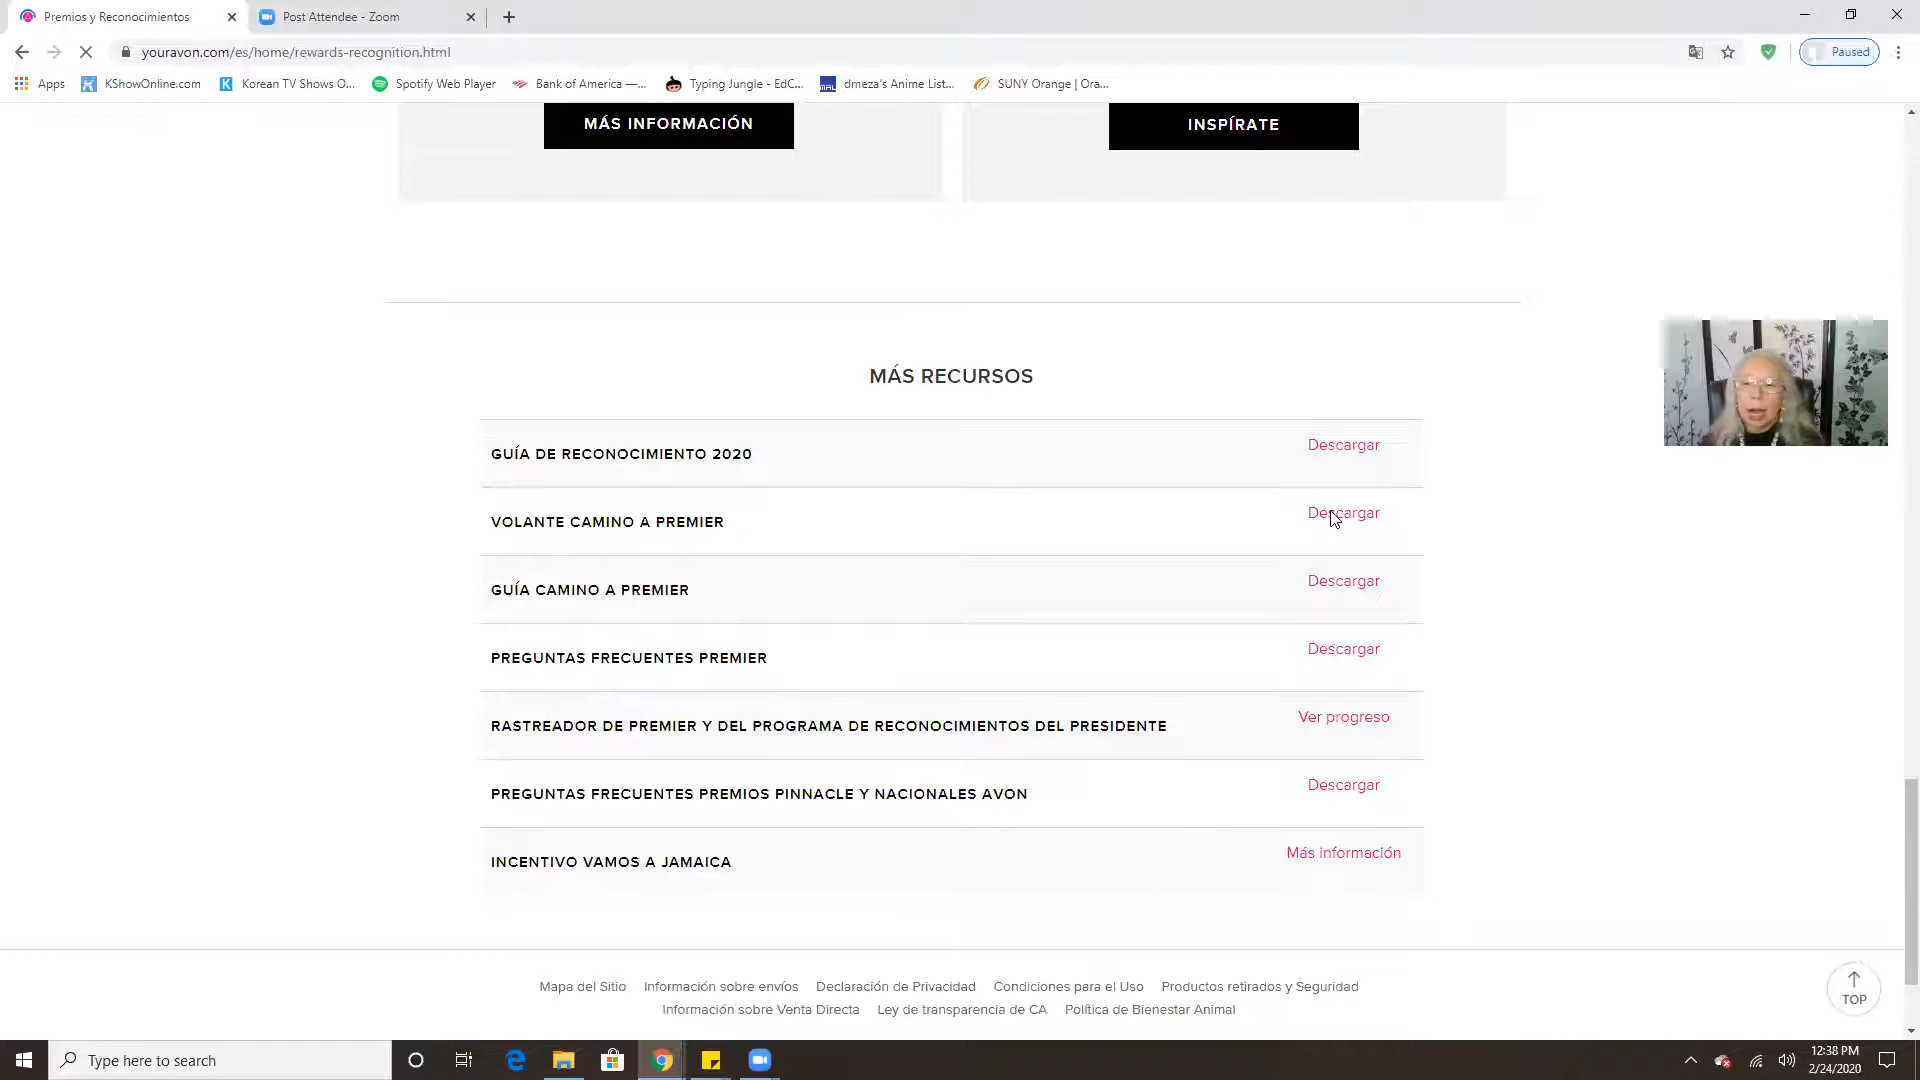 Premios y Reconocimientos
Post Attendee - Zoom
youravon.com/es/home/rewards-recognition.html
Paused
Apps
KShowOnline.com
Korean TV Shows O...
Spotify Web Player
Bank of America —...
Typing Jungle - EdC...
dmeza's Anime List...
SUNY Orange | Ora...
MÁS INFORMACIÓN
INSPÍRATE
MÁS RECURSOS
GUÍA DE RECONOCIMIENTO 2020
Descargar
VOLANTE CAMINO A PREMIER
Descargar
GUÍA CAMINO A PREMIER
Descargar
PREGUNTAS FRECUENTES PREMIER
Descargar
RASTREADOR DE PREMIER Y DEL PROGRAMA DE RECONOCIMIENTOS DEL PRESIDENTE
Ver progreso
PREGUNTAS FRECUENTES PREMIOS PINNACLE Y NACIONALES AVON
Descargar
INCENTIVO VAMOS A JAMAICA
Más información
Mapa del Sitio Información sobre envíos Declaración de Privacidad Condiciones para el Uso Productos retirados y Seguridad
Información sobre Venta Directa Ley de transparencia de CA Política de Bienestar Animal
TOP
Type here to search
12:38 PM
2/24/2020